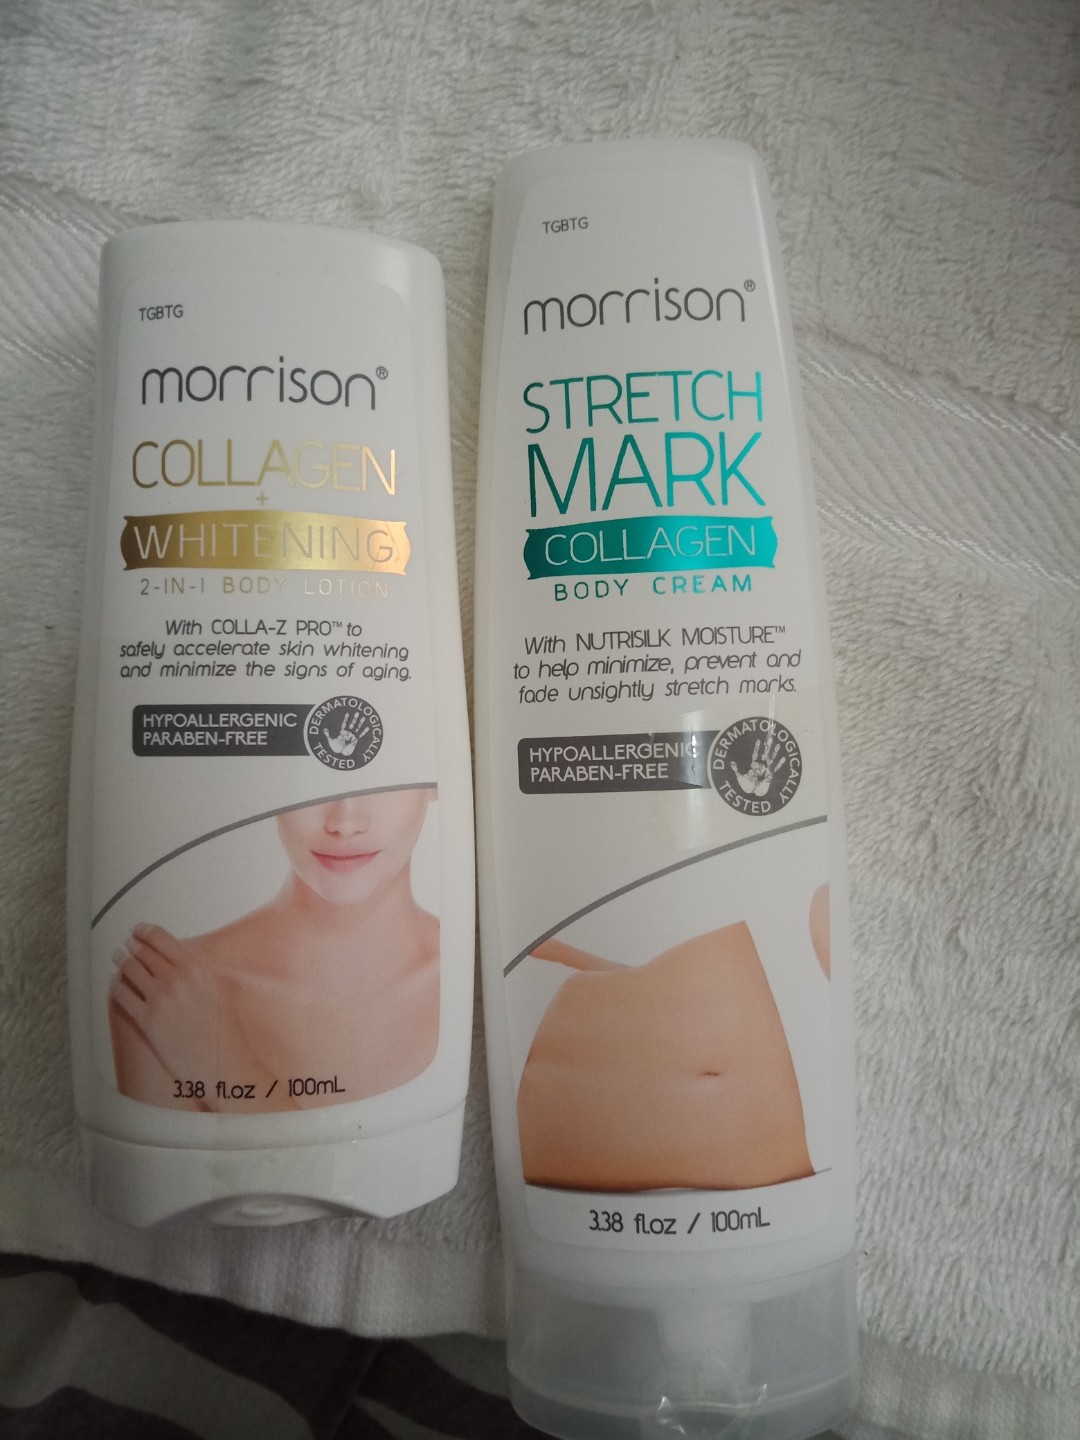 TGBTG
morrison®
COLLAGEN
+
WHITENING
2-IN-1 BODY LOTION
With COLLA-Z PRO™ to
safely accelerate skin whitening
and minimize the signs of aging.
HYPOALLERGENIC
PARABEN-FREE
DERMATOLOGICALLY
TESTED
3.38 fl.oz / 100mL
TGBTG
morrison®
STRETCH
MARK
COLLAGEN
BODY CREAM
With NUTRISILK MOISTURE™
to help minimize, prevent and
fade unsightly stretch marks.
HYPOALLERGENIC
PARABEN-FREE
DERMATOLOGICALLY
TESTED
3.38 fl.oz / 100mL